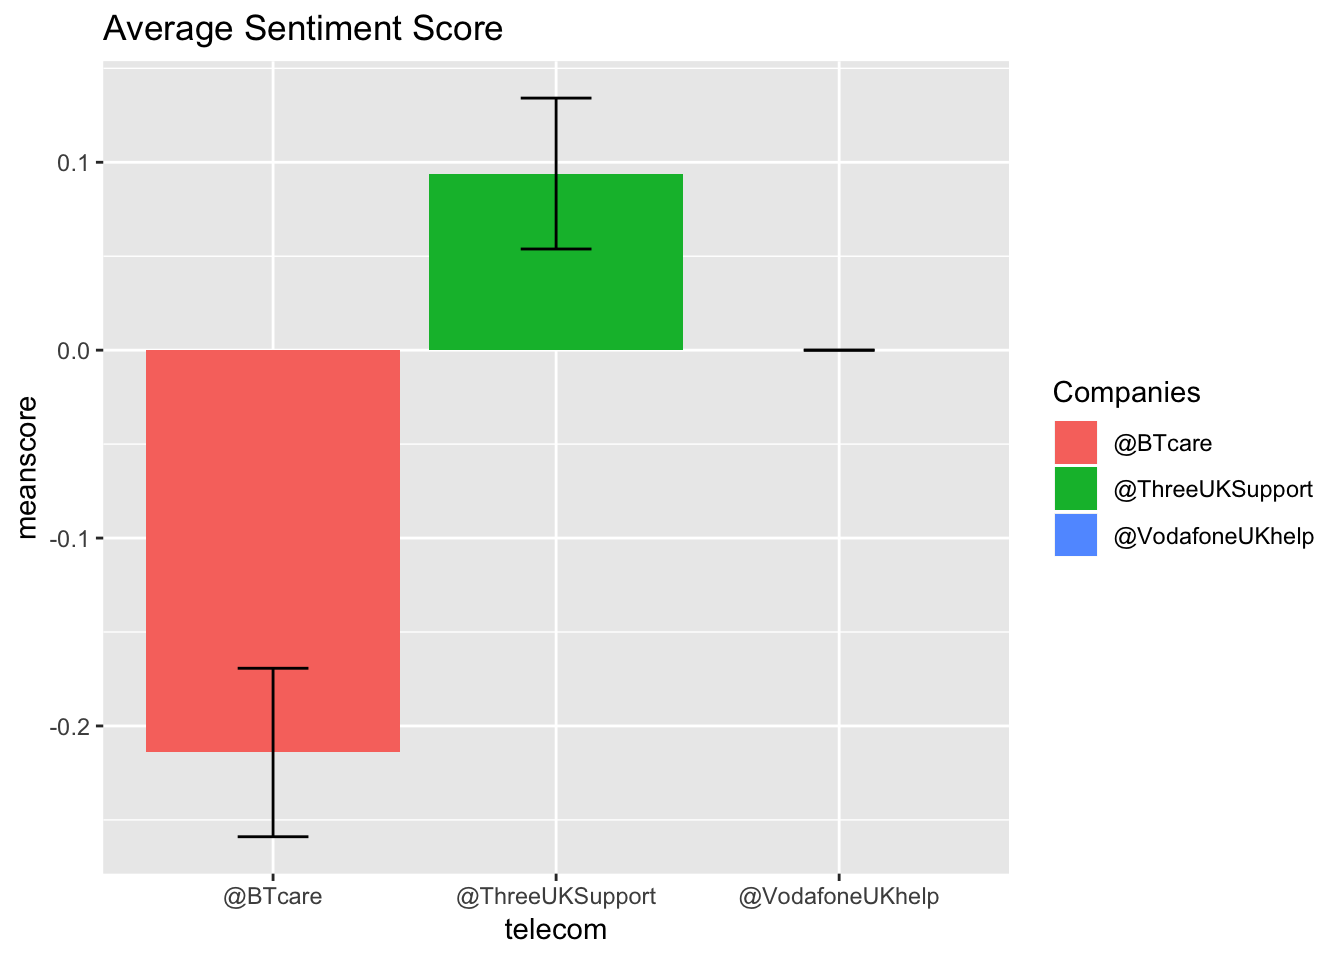 Average Sentiment Score
0.1
0.0
-0.1
-0.2
meanscore
@BTcare
@ThreeUKSupport
@VodafoneUKhelp
telecom
Companies
@BTcare
@ThreeUKSupport
@VodafoneUKhelp